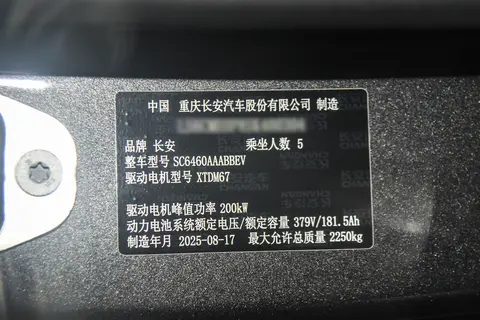 中国 重庆长安汽车股份有限公司 制造
品牌 长安 乘坐人数 5
整车型号 SC6460AAABBEV
驱动电机型号 XTDM67
驱动电机峰值功率 200kW
动力电池系统额定电压/额定容量 379V/181.5Ah
制造年月 2025-08-17 最大允许总质量 2250kg